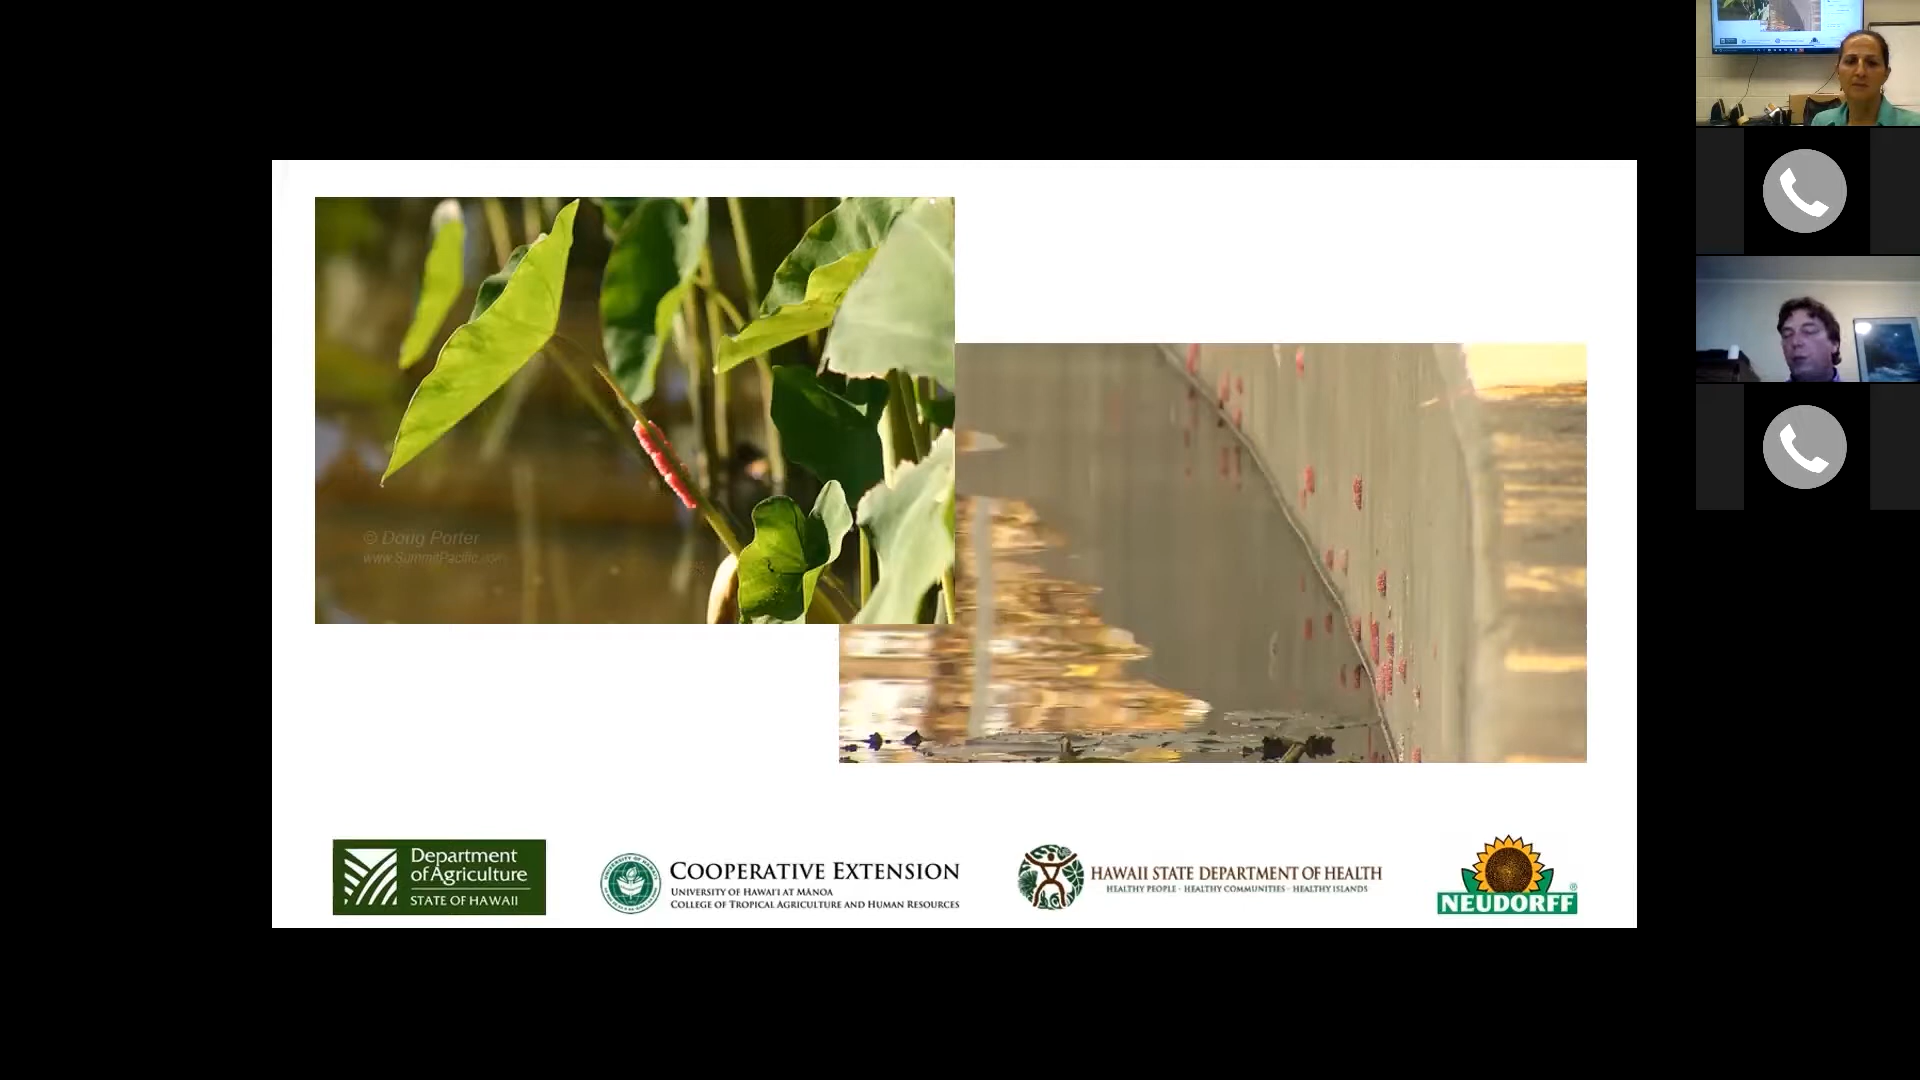 © Doug Porter
www.SummitPacific.com
Department
of Agriculture
STATE OF HAWAII
COOPERATIVE EXTENSION
UNIVERSITY OF HAWAI‘I AT MĀNOA
COLLEGE OF TROPICAL AGRICULTURE AND HUMAN RESOURCES
HAWAII STATE DEPARTMENT OF HEALTH
HEALTHY PEOPLE · HEALTHY COMMUNITIES · HEALTHY ISLANDS
NEUDORFF®